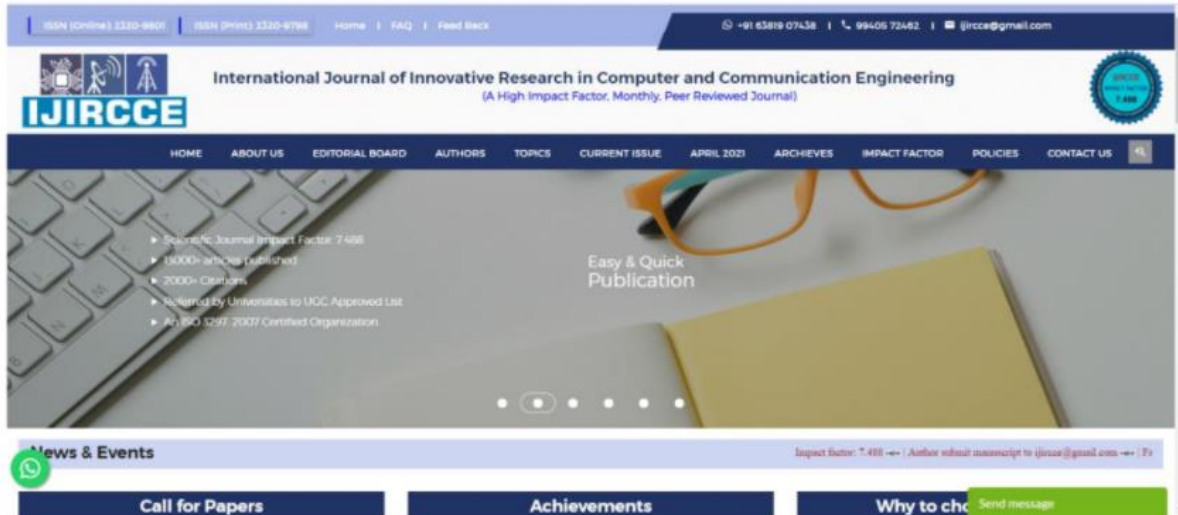 ISSN (Online): 2320-9801 ISSN (Print): 2320-9798 Home | FAQ | Feed Back +91 63819 07438 | 99405 72462 | ijircce@gmail.com
IJIRCCE
International Journal of Innovative Research in Computer and Communication Engineering
(A High Impact Factor, Monthly, Peer Reviewed Journal)
IJIRCCE
IMPACT FACTOR
7.488
HOME ABOUT US EDITORIAL BOARD AUTHORS TOPICS CURRENT ISSUE APRIL 2021 ARCHIEVES IMPACT FACTOR POLICIES CONTACT US
Scientific Journal Impact Factor: 7.488
articles published
2000+ Citations
Referred by Universities to UGC Approved List
An ISO 3297: 2007 Certified Organization
Easy & Quick
Publication
News & Events
Impact factor: 7.488 | Author submit manuscript to ijircce@gmail.com |
Call for Papers Achievements Why to cho
Send message